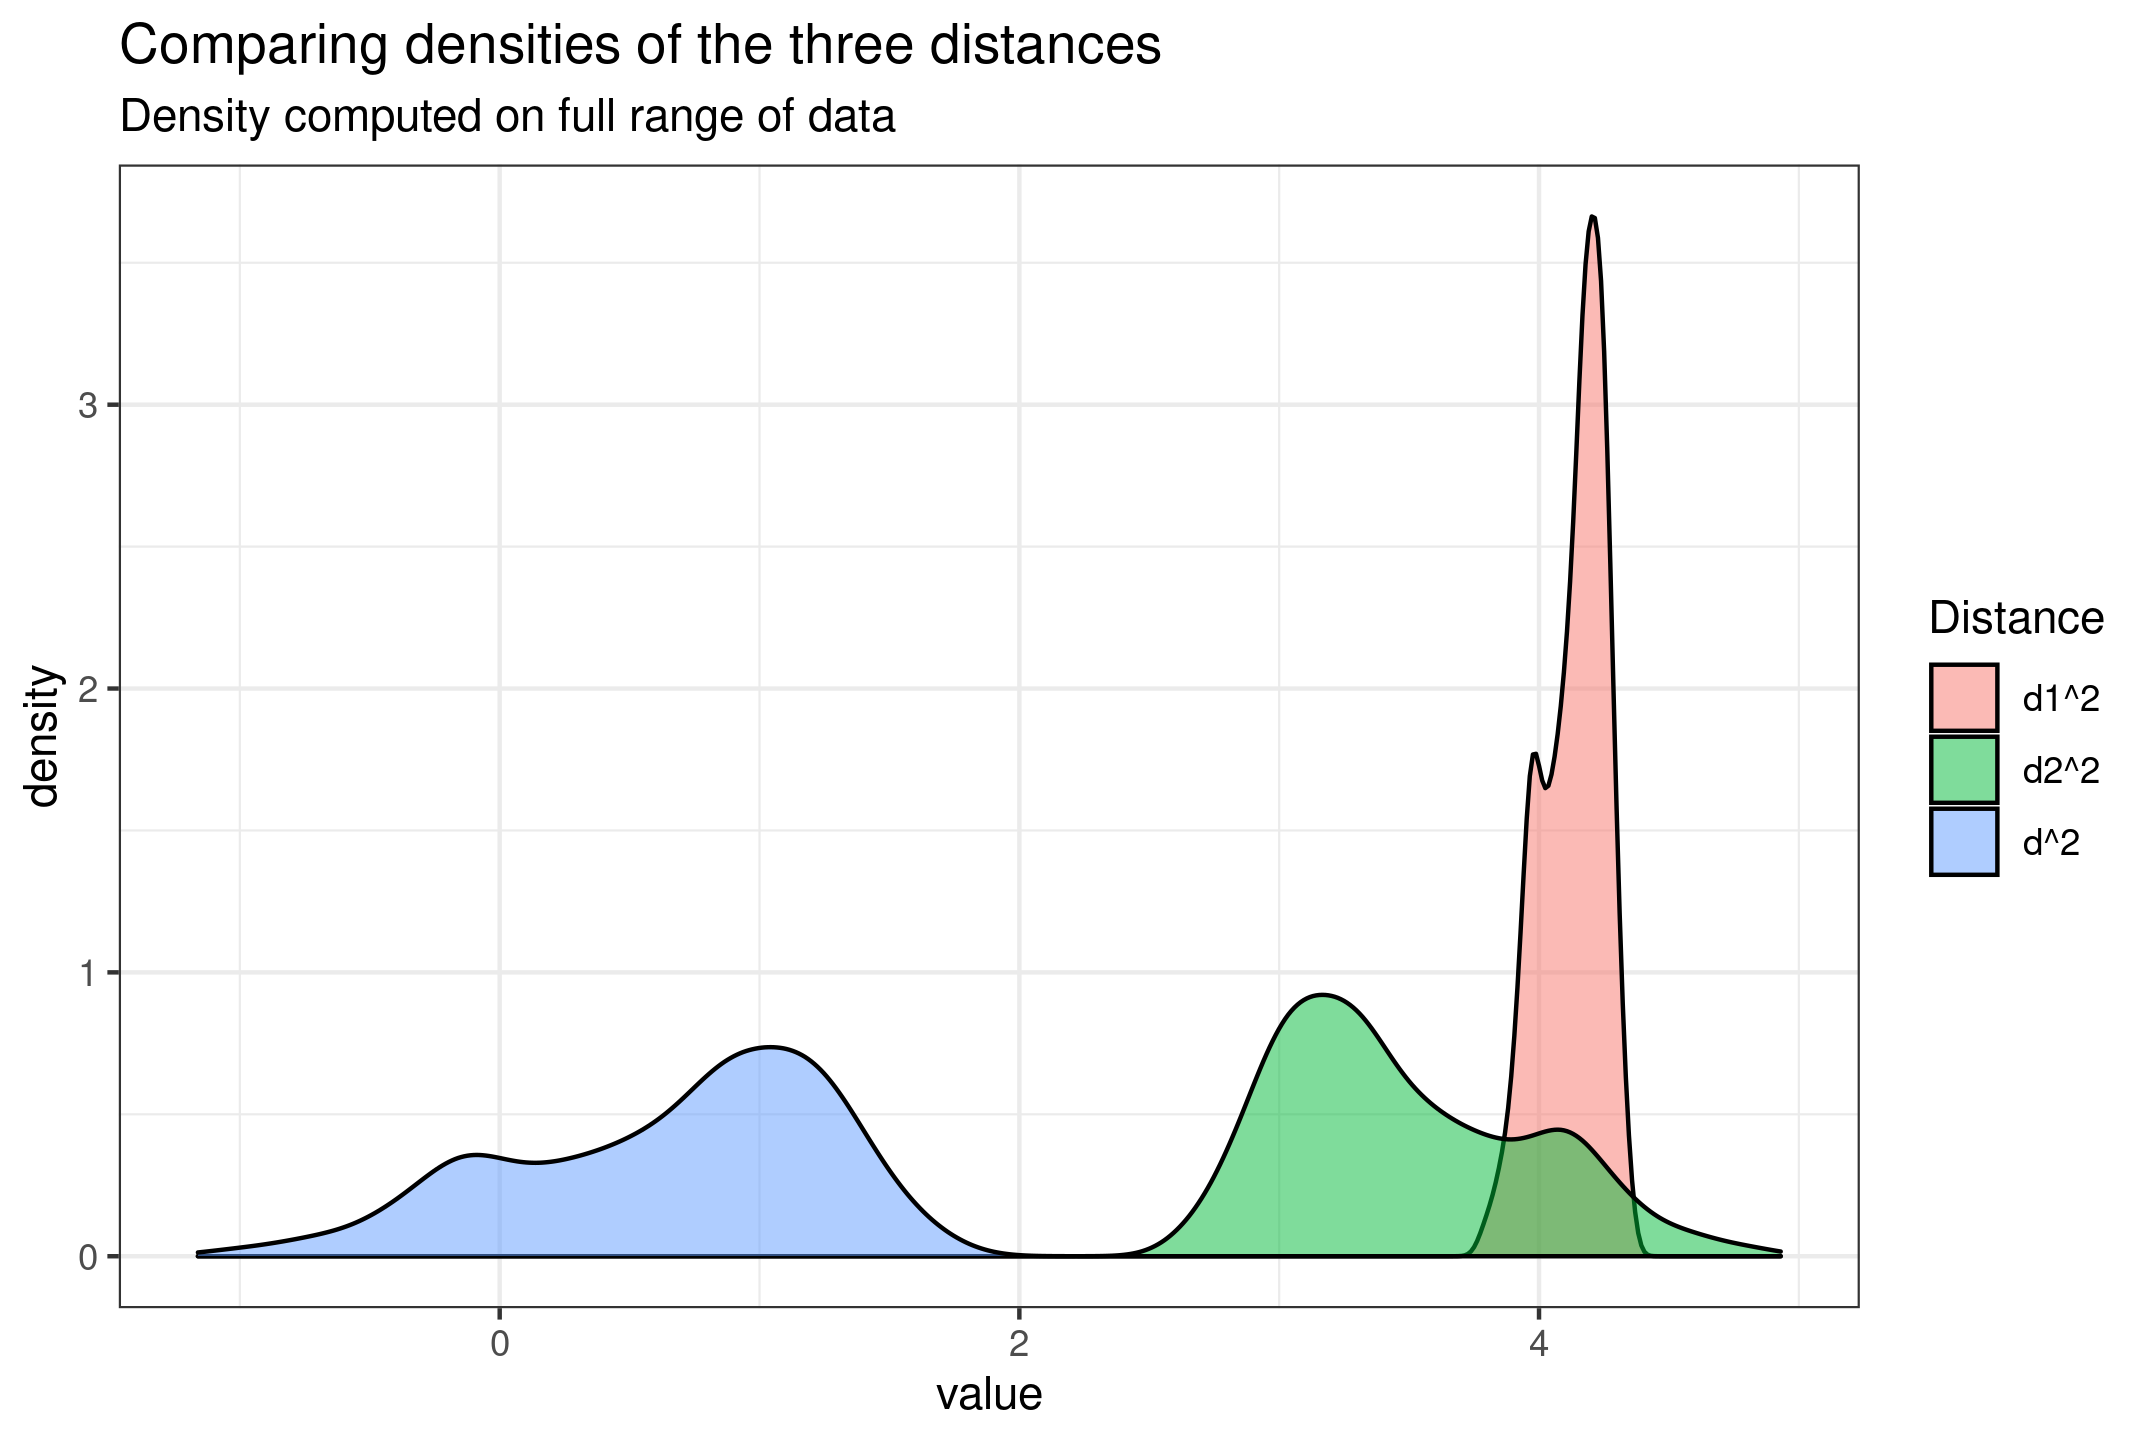 Comparing densities of the three distances
Density computed on full range of data
density
3
2
1
0
0
2
4
value
Distance
d1^2
d2^2
d^2